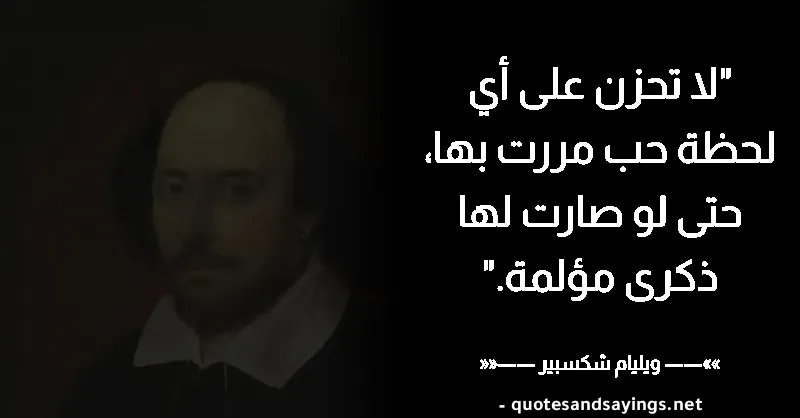 "لا تحزن على أي
لحظة حب مررت بها،
حتى لو صارت لها
ذكرى مؤلمة."
»»—— ويليام شكسبير ——««
- quotesandsayings.net